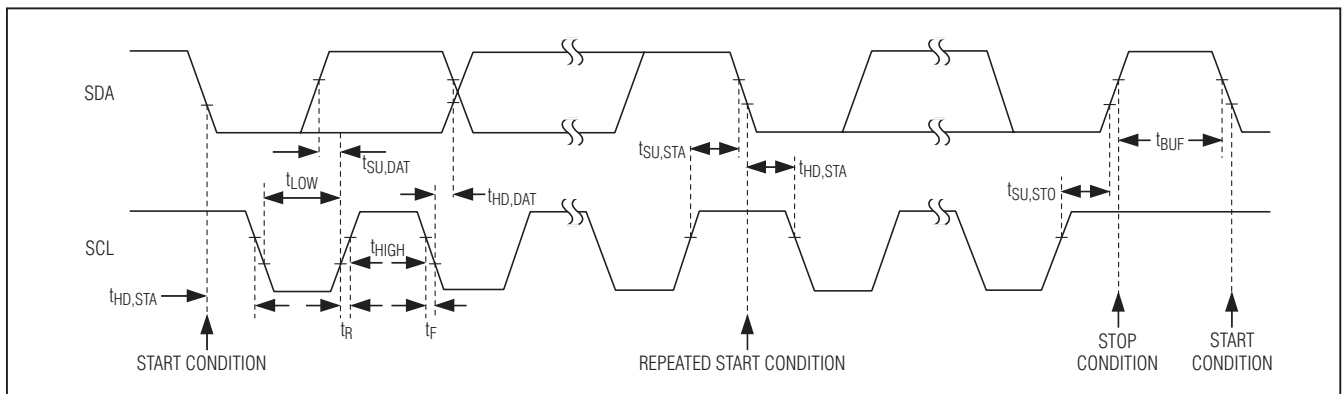 SDA
tSU,DAT
tLOW
tHD,DAT
tSU,STA
tHD,STA
tBUF
tSU,STO
SCL
tHIGH
tHD,STA
tR
tF
START CONDITION
REPEATED START CONDITION
STOP
CONDITION
START
CONDITION